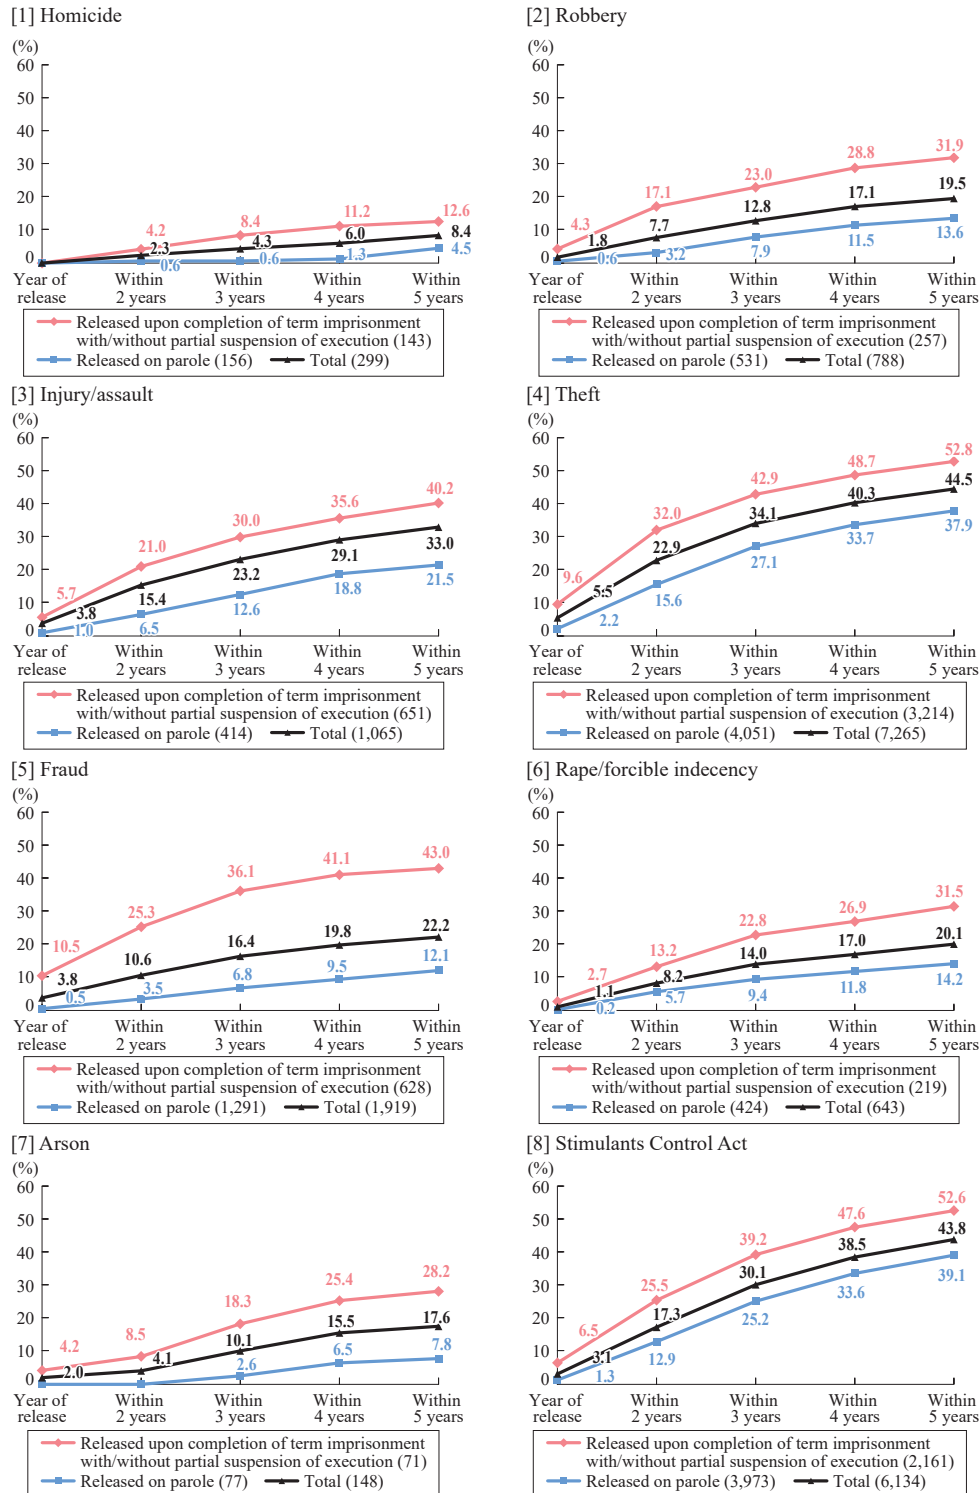 [1] Homicide
(%)
60
50
40
30
20
10
0
4.2
8.4
11.2
12.6
2.3
4.3
6.0
8.4
0.6
0.6
1.3
4.5
Year of release
Within 2 years
Within 3 years
Within 4 years
Within 5 years
Released upon completion of term imprisonment
with/without partial suspension of execution (143)
Released on parole (156) Total (299)
[2] Robbery
(%)
60
50
40
30
20
10
0
4.3
17.1
23.0
28.8
31.9
1.8
7.7
12.8
17.1
19.5
0.6
3.2
7.9
11.5
13.6
Year of release
Within 2 years
Within 3 years
Within 4 years
Within 5 years
Released upon completion of term imprisonment
with/without partial suspension of execution (257)
Released on parole (531) Total (788)
[3] Injury/assault
(%)
60
50
40
30
20
10
0
5.7
21.0
30.0
35.6
40.2
3.8
15.4
23.2
29.1
33.0
1.0
6.5
12.6
18.8
21.5
Year of release
Within 2 years
Within 3 years
Within 4 years
Within 5 years
Released upon completion of term imprisonment
with/without partial suspension of execution (651)
Released on parole (414) Total (1,065)
[4] Theft
(%)
60
50
40
30
20
10
0
9.6
32.0
42.9
48.7
52.8
5.5
22.9
34.1
40.3
44.5
2.2
15.6
27.1
33.7
37.9
Year of release
Within 2 years
Within 3 years
Within 4 years
Within 5 years
Released upon completion of term imprisonment
with/without partial suspension of execution (3,214)
Released on parole (4,051) Total (7,265)
[5] Fraud
(%)
60
50
40
30
20
10
0
10.5
25.3
36.1
41.1
43.0
3.8
10.6
16.4
19.8
22.2
0.5
3.5
6.8
9.5
12.1
Year of release
Within 2 years
Within 3 years
Within 4 years
Within 5 years
Released upon completion of term imprisonment
with/without partial suspension of execution (628)
Released on parole (1,291) Total (1,919)
[6] Rape/forcible indecency
(%)
60
50
40
30
20
10
0
2.7
13.2
22.8
26.9
31.5
1.1
8.2
14.0
17.0
20.1
0.2
5.7
9.4
11.8
14.2
Year of release
Within 2 years
Within 3 years
Within 4 years
Within 5 years
Released upon completion of term imprisonment
with/without partial suspension of execution (219)
Released on parole (424) Total (643)
[7] Arson
(%)
60
50
40
30
20
10
0
4.2
8.5
18.3
25.4
28.2
2.0
4.1
10.1
15.5
17.6
2.6
6.5
7.8
Year of release
Within 2 years
Within 3 years
Within 4 years
Within 5 years
Released upon completion of term imprisonment
with/without partial suspension of execution (71)
Released on parole (77) Total (148)
[8] Stimulants Control Act
(%)
60
50
40
30
20
10
0
6.5
25.5
39.2
47.6
52.6
3.1
17.3
30.1
38.5
43.8
1.3
12.9
25.2
33.6
39.1
Year of release
Within 2 years
Within 3 years
Within 4 years
Within 5 years
Released upon completion of term imprisonment
with/without partial suspension of execution (2,161)
Released on parole (3,973) Total (6,134)